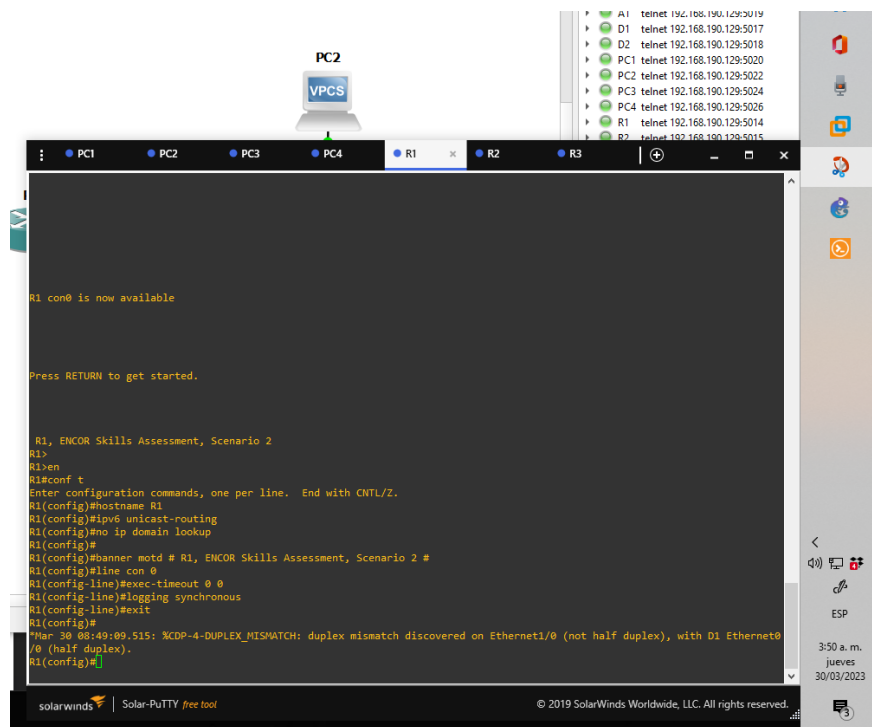 A1 telnet 192.168.190.129:5019
D1 telnet 192.168.190.129:5017
D2 telnet 192.168.190.129:5018
PC1 telnet 192.168.190.129:5020
PC2 telnet 192.168.190.129:5022
PC3 telnet 192.168.190.129:5024
PC4 telnet 192.168.190.129:5026
R1 telnet 192.168.190.129:5014
R2 telnet 192.168.190.129:5015
PC2
VPCS
PC1 PC2 PC3 PC4 R1 × R2 R3
R1 con0 is now available
Press RETURN to get started.
R1, ENCOR Skills Assessment, Scenario 2
R1>
R1>en
R1#conf t
Enter configuration commands, one per line. End with CNTL/Z.
R1(config)#hostname R1
R1(config)#ipv6 unicast-routing
R1(config)#no ip domain lookup
R1(config)#
R1(config)#banner motd # R1, ENCOR Skills Assessment, Scenario 2 #
R1(config)#line con 0
R1(config-line)#exec-timeout 0 0
R1(config-line)#logging synchronous
R1(config-line)#exit
R1(config)#
*Mar 30 08:49:09.515: %CDP-4-DUPLEX_MISMATCH: duplex mismatch discovered on Ethernet1/0 (not half duplex), with D1 Ethernet0
/0 (half duplex).
R1(config)#
solarwinds Solar-PuTTY free tool © 2019 SolarWinds Worldwide, LLC. All rights reserved.
ESP
3:50 a. m.
jueves
30/03/2023
3